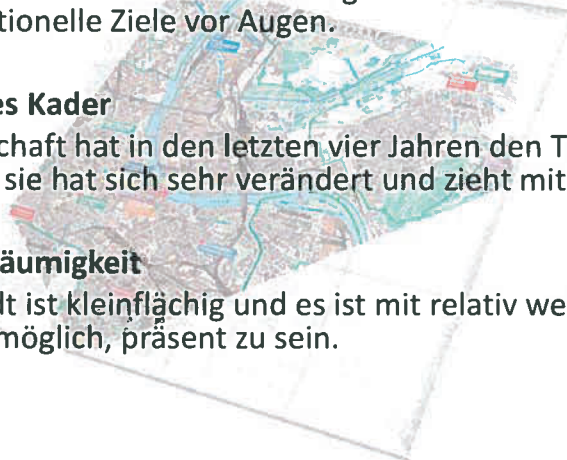 tionelle Ziele vor Augen.
es Kader
chaft hat in den letzten vier Jahren den T
sie hat sich sehr verändert und zieht mit
äumigkeit
dt ist kleinflächig und es ist mit relativ we
möglich, präsent zu sein.